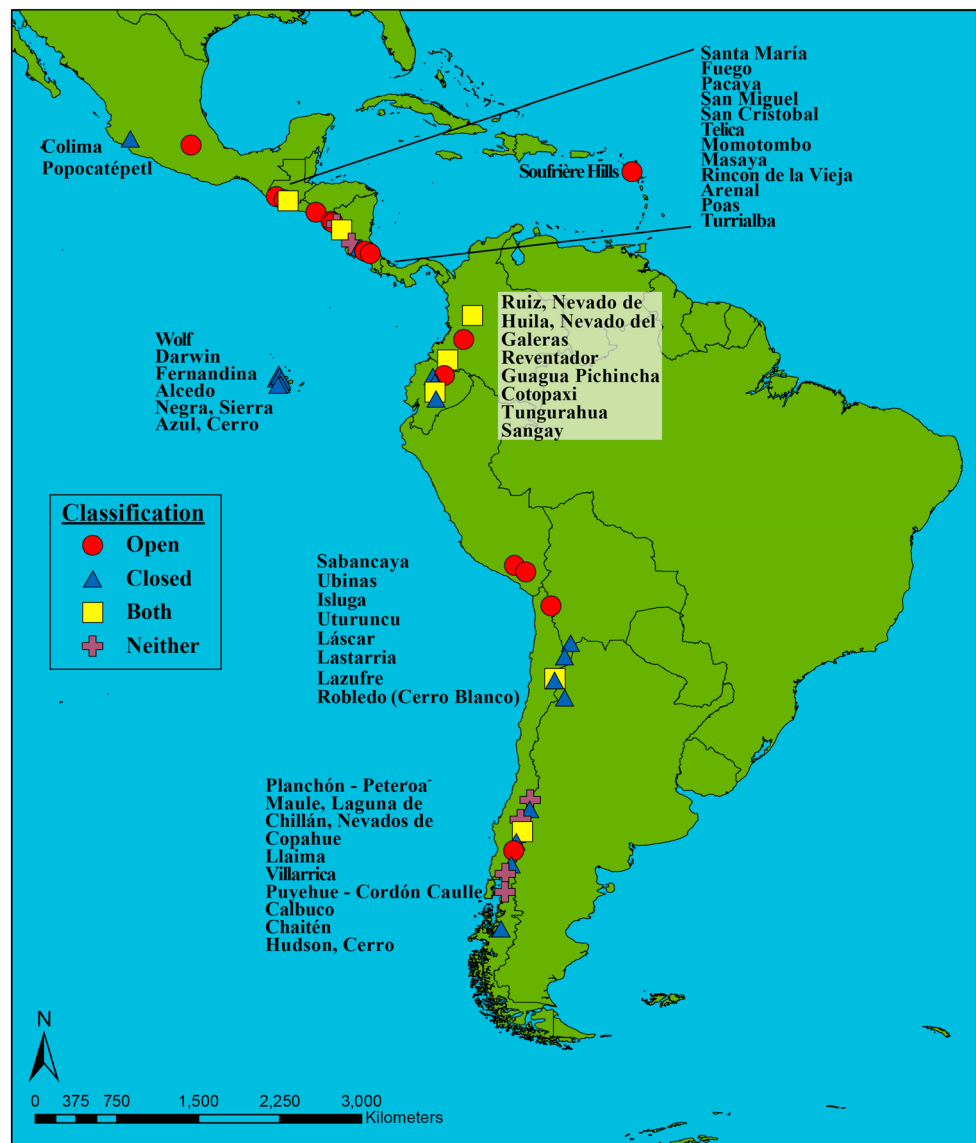 Santa María
Fuego
Pacaya
San Miguel
San Cristobal
Telica
Momotombo
Masaya
Rincon de la Vieja
Arenal
Poas
Turrialba
Colima
Popocatépetl
Soufrière Hills
Ruiz, Nevado de
Huila, Nevado del
Galeras
Reventador
Guagua Pichincha
Cotopaxi
Tungurahua
Sangay
Wolf
Darwin
Fernandina
Alcedo
Negra, Sierra
Azul, Cerro
Classification
Open
Closed
Both
Neither
Sabancaya
Ubinas
Isluga
Uturuncu
Láscar
Lastarria
Lazufre
Robledo (Cerro Blanco)
Planchón - Peteroa
Maule, Laguna de
Chillán, Nevados de
Copahue
Llaima
Villarrica
Puyehue - Cordón Caulle
Calbuco
Chaitén
Hudson, Cerro
N
0 375 750 1,500 2,250 3,000
Kilometers